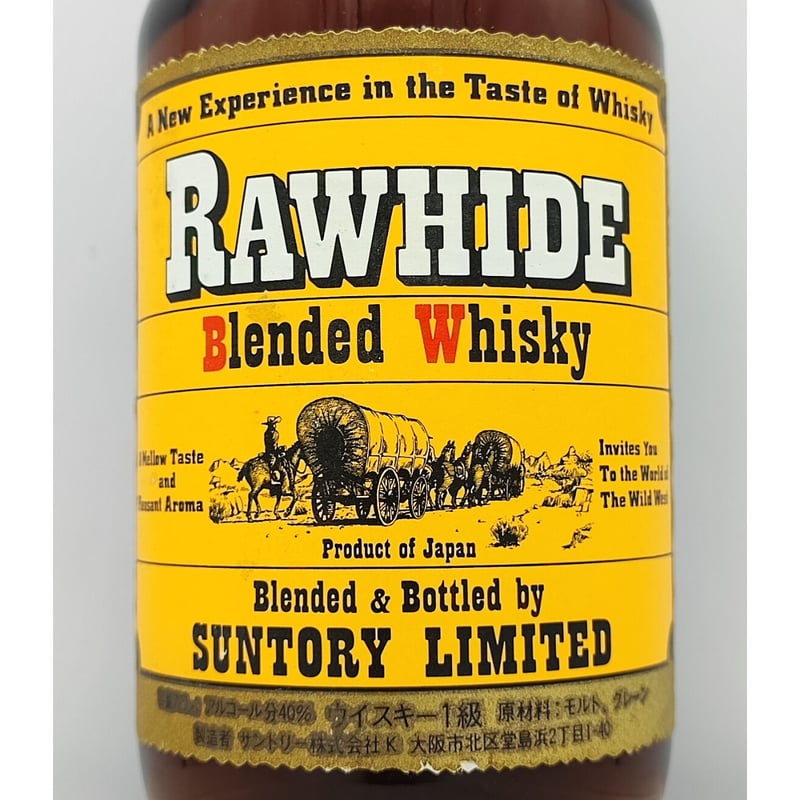 A New Experience in the Taste of Whisky
RAWHIDE
Blended Whisky
Mellow Taste
and
Aroma
Invites You
To the World of
The Wild West
Product of Japan
Blended & Bottled by
SUNTORY LIMITED
アルコール分40% ウイスキー1級 原材料:モルト、グレーン
製造者 サントリー株式会社K 大阪市北区堂島浜2丁目1-40